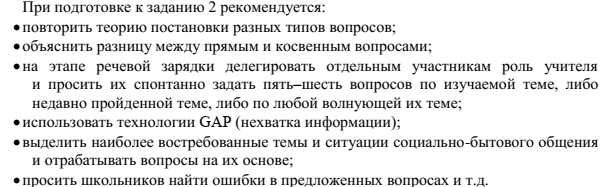 При подготовке к заданию 2 рекомендуется:
•повторить теорию постановки разных типов вопросов;
•объяснить разницу между прямым и косвенным вопросами;
•на этапе речевой зарядки делегировать отдельным участникам роль учителя
и просить их спонтанно задать пять–шесть вопросов по изучаемой теме, либо
недавно пройденной теме, либо по любой волнующей их теме;
•использовать технологии GAP (нехватка информации);
•выделить наиболее востребованные темы и ситуации социально-бытового общения
и отрабатывать вопросы на их основе;
•просить школьников найти ошибки в предложенных вопросах и т.д.